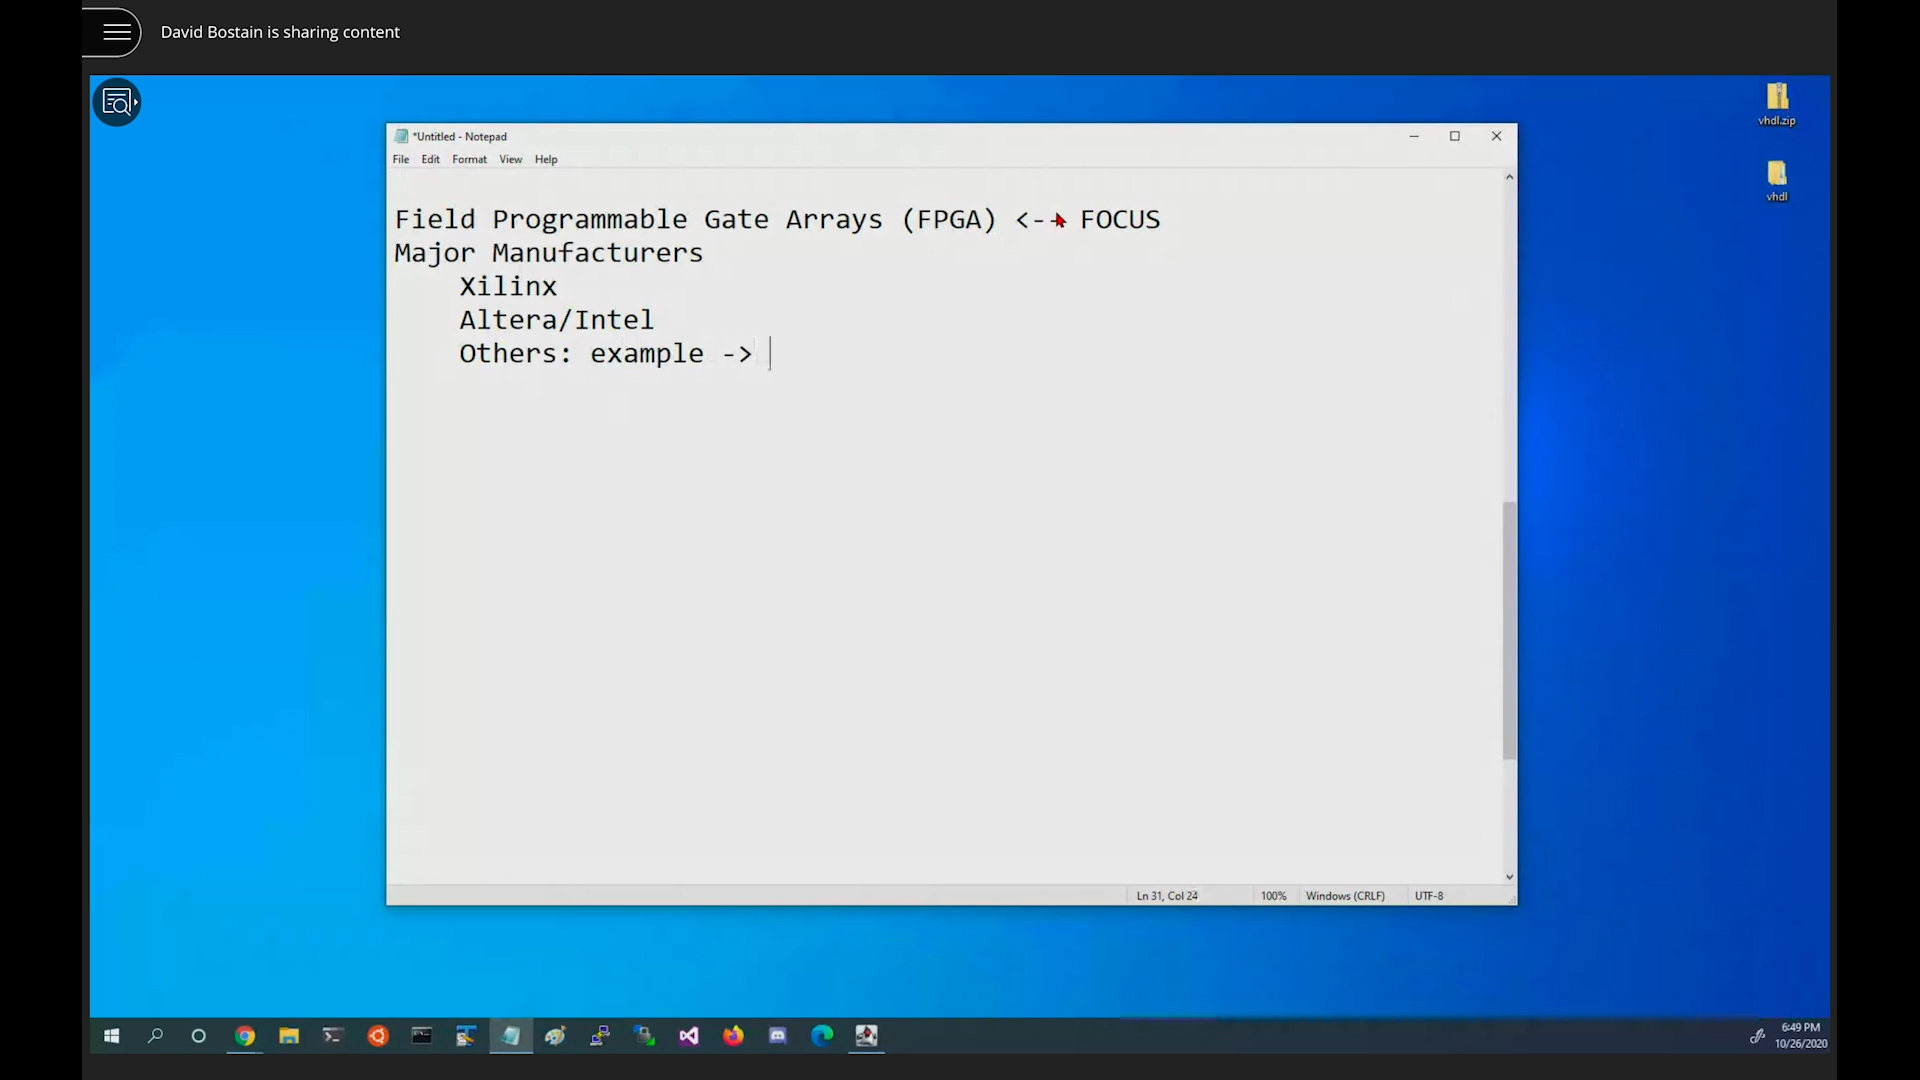 David Bostain is sharing content
vhdl.zip
vhdl
*Untitled - Notepad
File Edit Format View Help
Field Programmable Gate Arrays (FPGA) <-- FOCUS
Major Manufacturers
Xilinx
Altera/Intel
Others: example ->
Ln 31, Col 24 100% Windows (CRLF) UTF-8
6:49 PM
10/26/2020